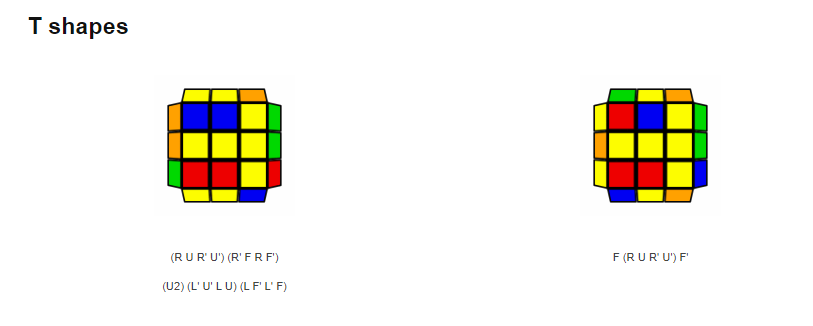 T shapes
(R U R' U') (R' F R F')
F (R U R' U') F'
(U2) (L' U' L U) (L F' L' F)